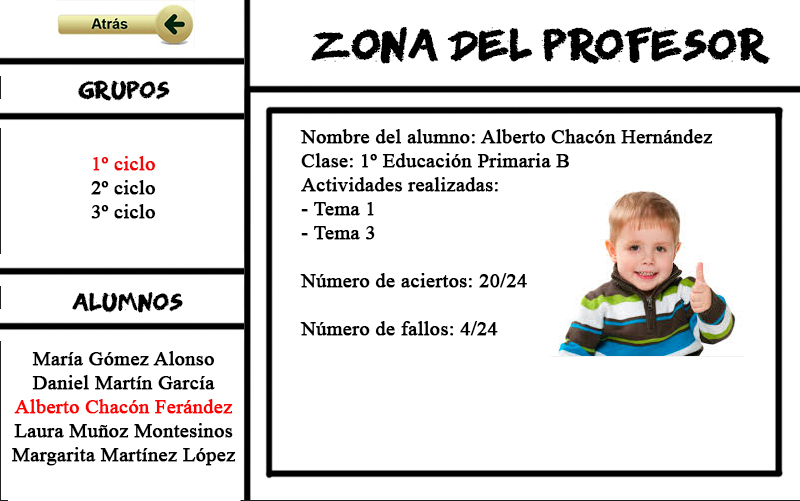 Atrás
GRUPOS
1º ciclo
2º ciclo
3º ciclo
ALUMNOS
María Gómez Alonso
Daniel Martín García
Alberto Chacón Ferández
Laura Muñoz Montesinos
Margarita Martínez López
ZONA DEL PROFESOR
Nombre del alumno: Alberto Chacón Hernández
Clase: 1º Educación Primaria B
Actividades realizadas:
- Tema 1
- Tema 3
Número de aciertos: 20/24
Número de fallos: 4/24